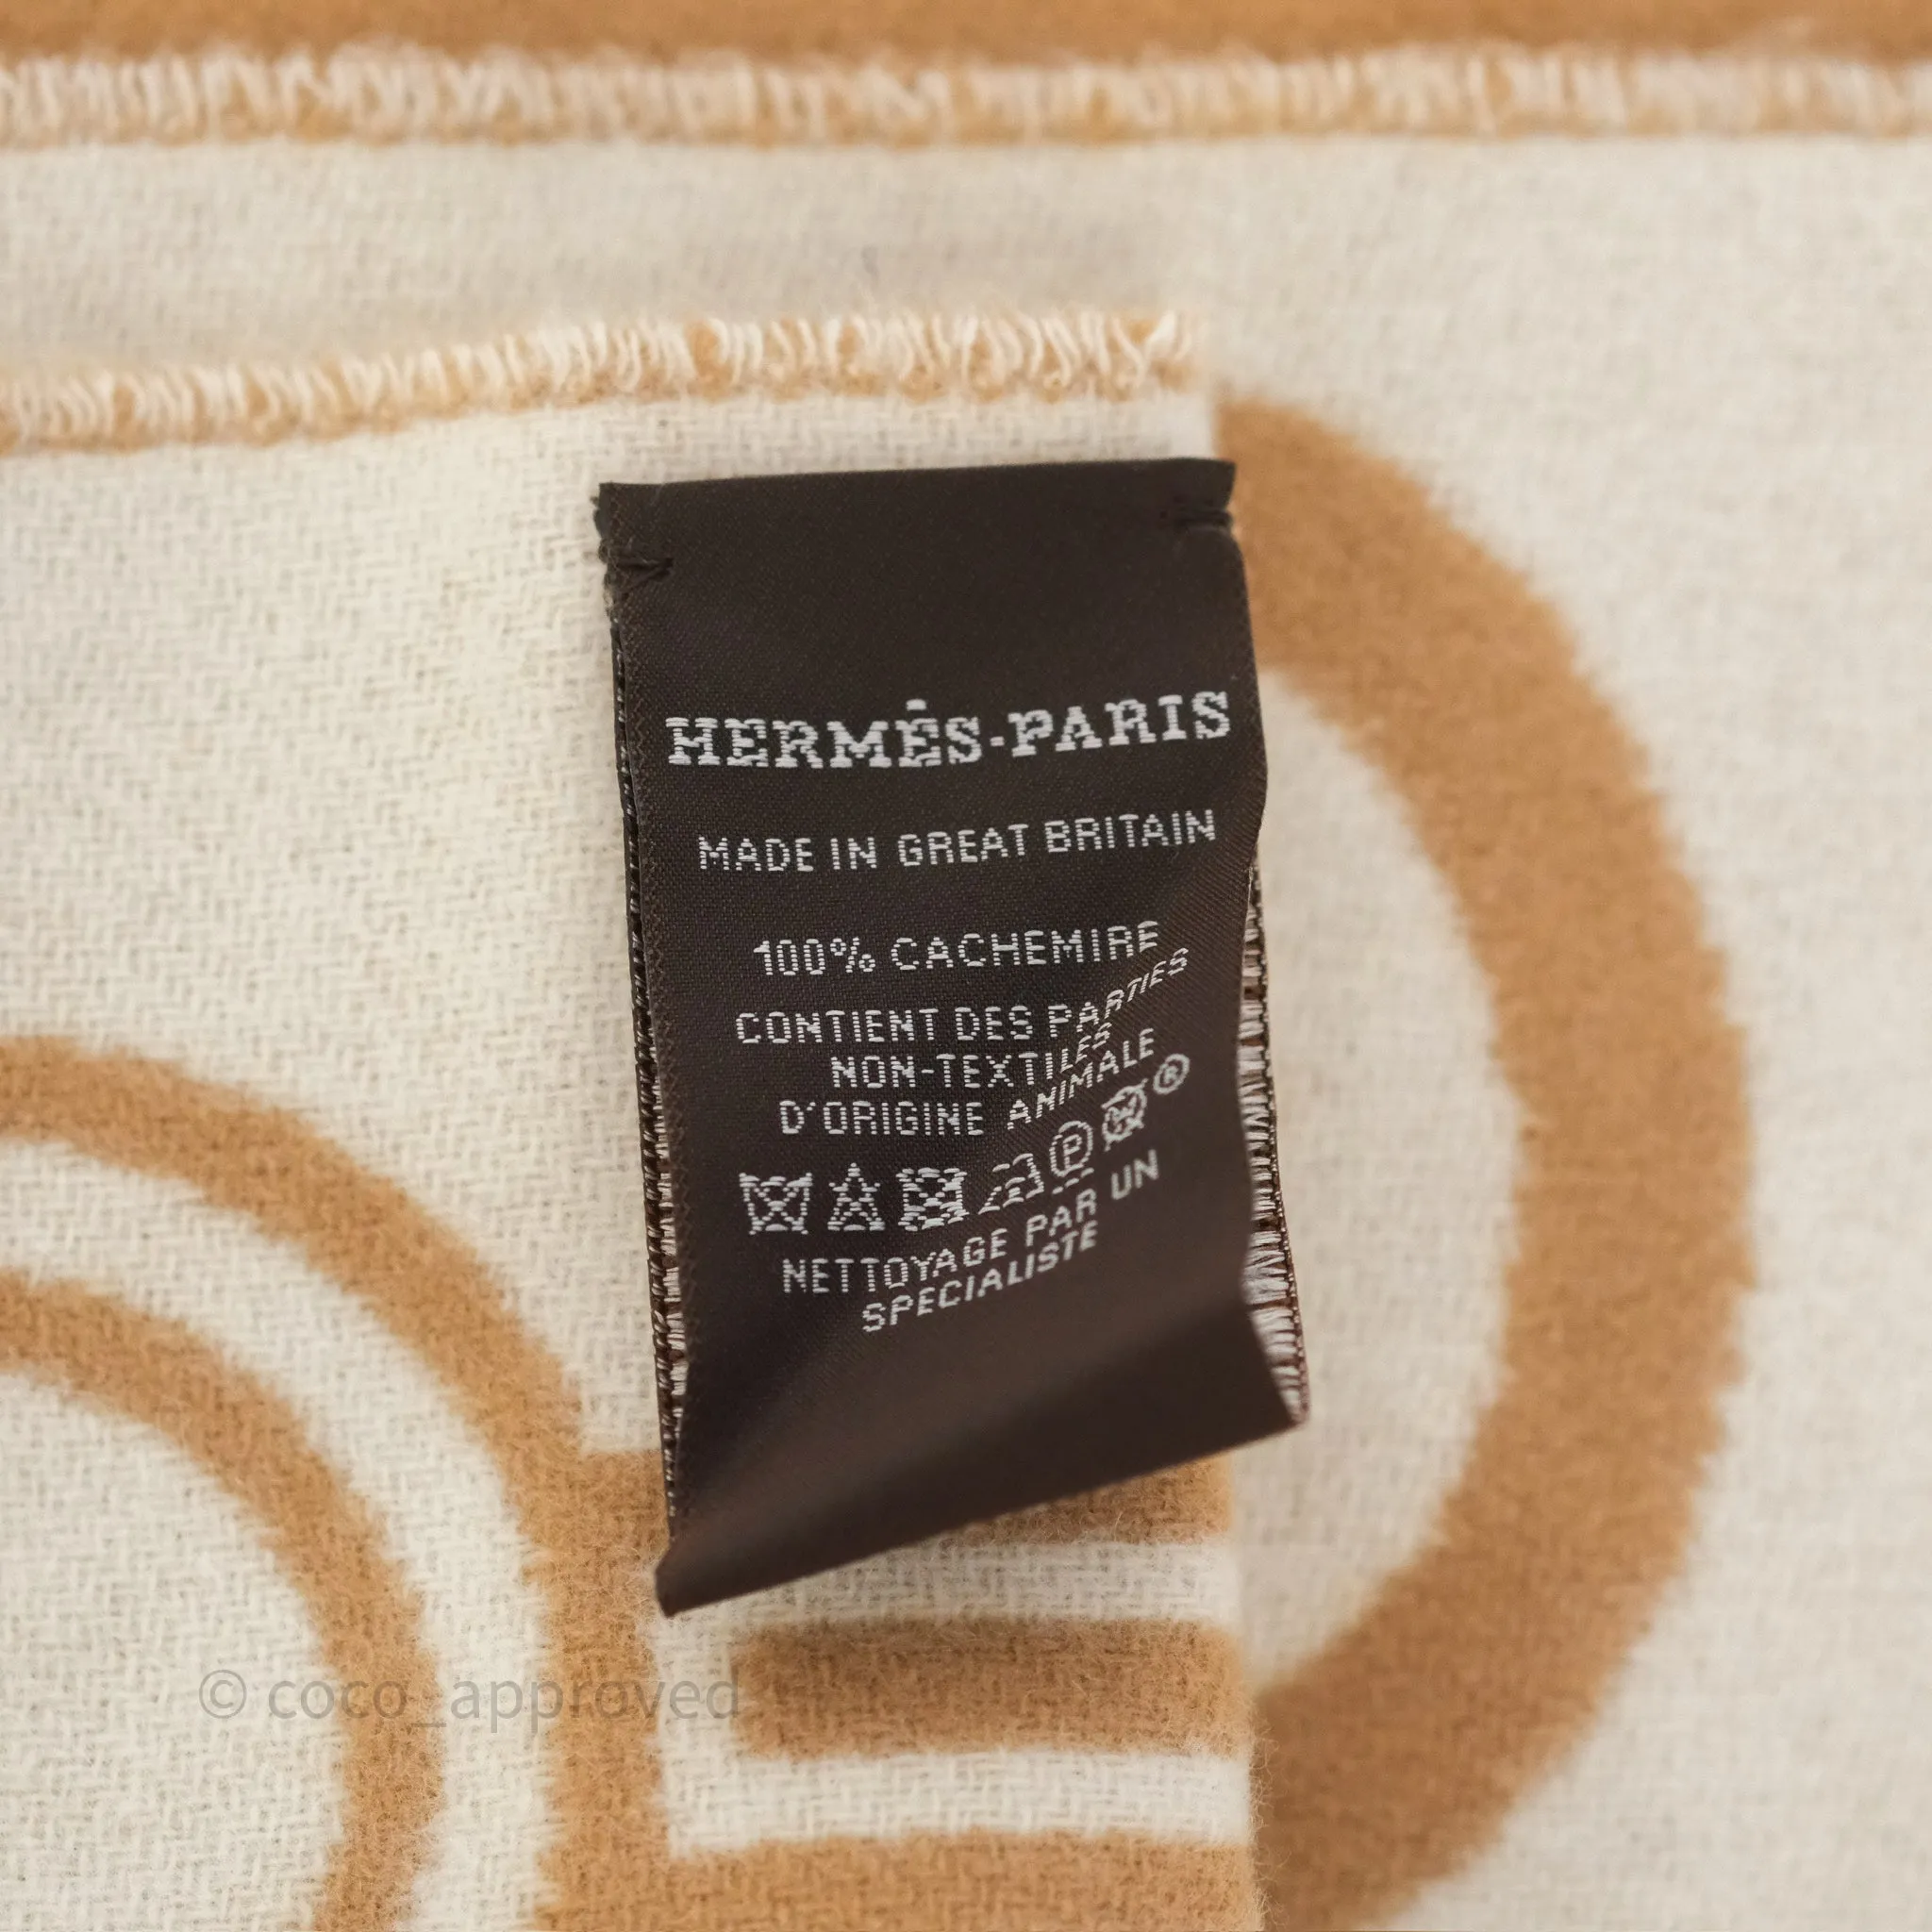 HERMÈS-PARIS
MADE IN GREAT BRITAIN
100% CACHEMIRE
CONTIENT DES PARTIES
NON-TEXTILES
D'ORIGINE ANIMALE
P ®
NETTOYAGE PAR UN
SPECIALISTE
© coco_approved